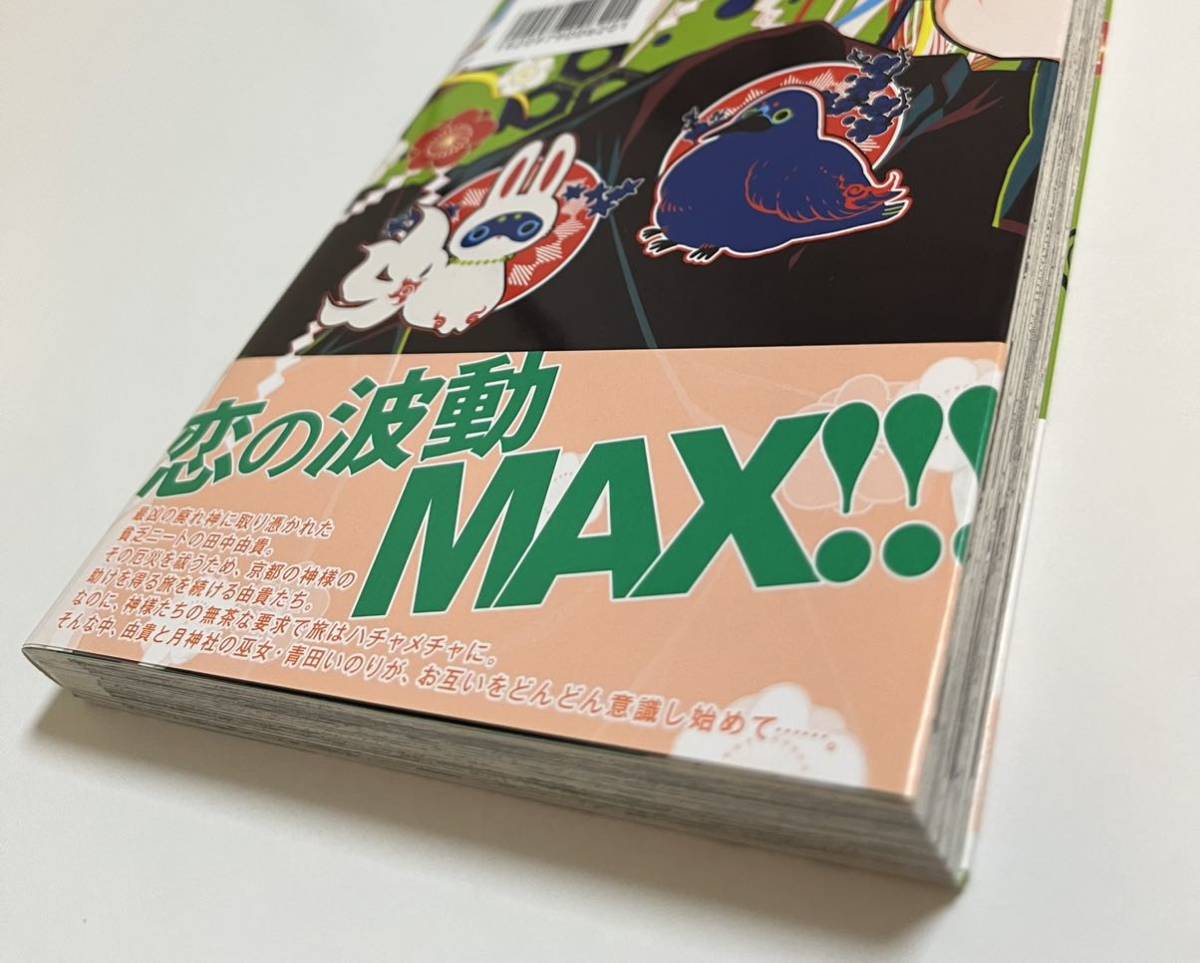 恋の波動
MAX!!!
最凶の廃れ神に取り憑かれた
貧乏ニートの田中由貴。
その巨災を祓うため、京都の神様の
助けを得る旅を続ける由貴たち。
なのに、神様たちの無茶な要求で旅はハチャメチャに。
そんな中、由貴と月神社の巫女・青田いのりが、お互いをどんどん意識し始めて……。